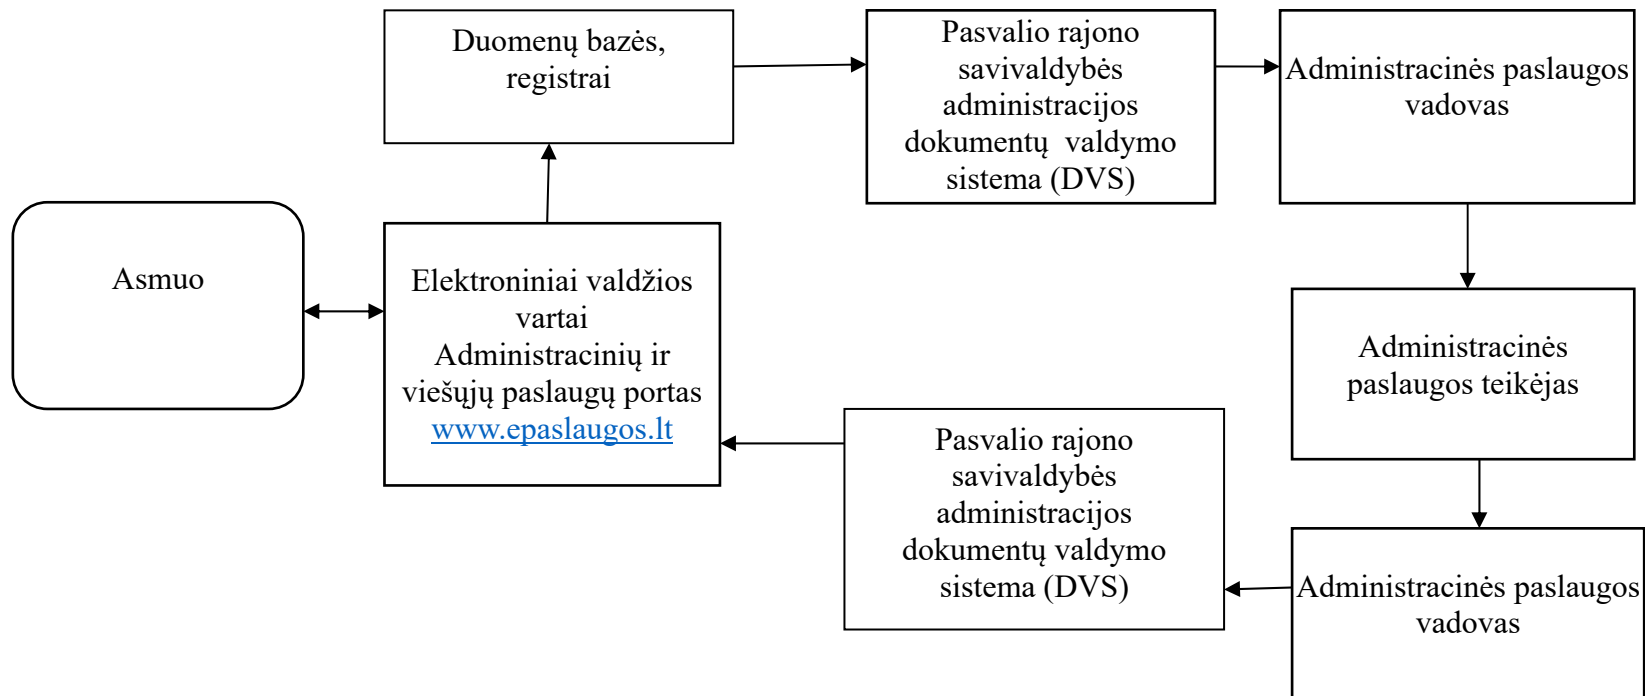 Duomenų bazės,
registrai
Pasvalio rajono
savivaldybės
administracijos
dokumentų  valdymo
sistema (DVS)
Administracinės paslaugos
vadovas
Asmuo
Elektroniniai valdžios
vartai
Administracinių ir
viešųjų paslaugų portas
www.epaslaugos.lt
Administracinės
paslaugos teikėjas
Pasvalio rajono
savivaldybės
administracijos
dokumentų valdymo
sistema (DVS)
Administracinės paslaugos
vadovas